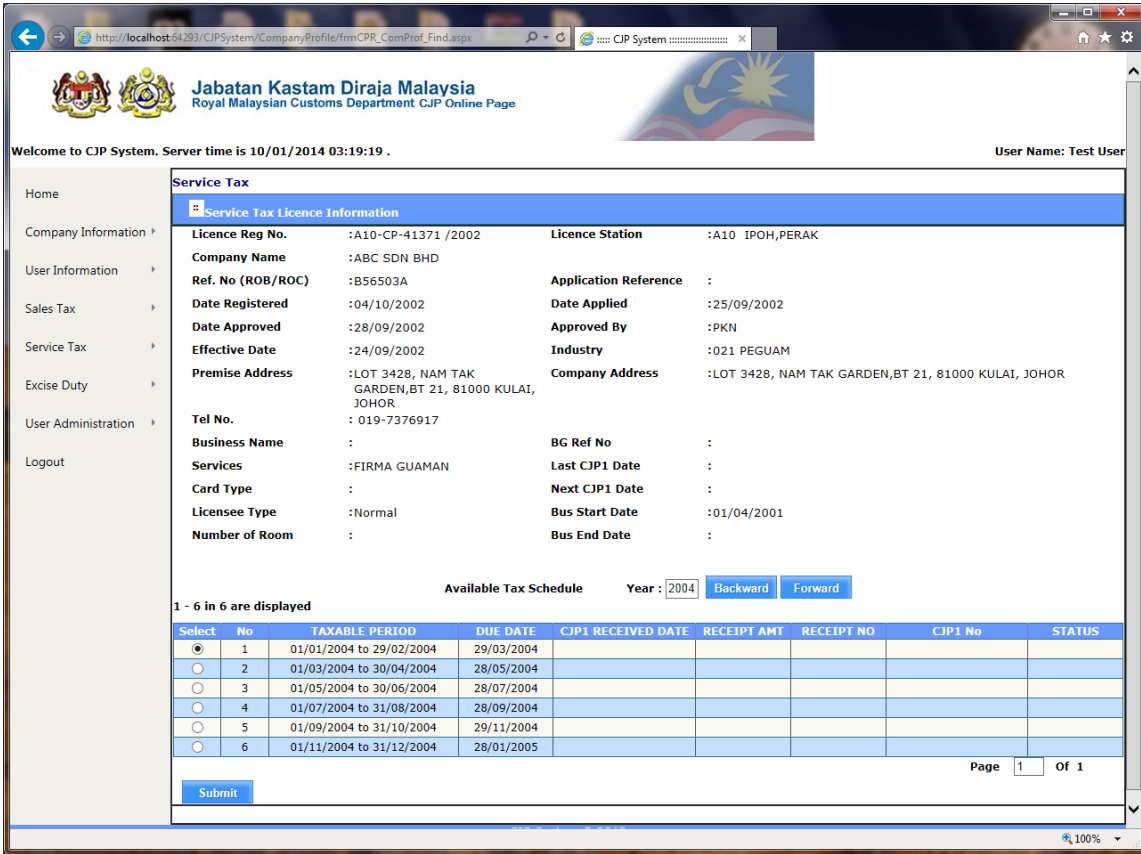 http://localhost:64293/CJPSystem/CompanyProfile/frmCPR_ComProf_Find.aspx
::::: CJP System ::::::::::::::::::::::
Jabatan Kastam Diraja Malaysia
Royal Malaysian Customs Department CJP Online Page
Welcome to CJP System. Server time is 10/01/2014 03:19:19 . User Name: Test User
Home
Company Information
User Information
Sales Tax
Service Tax
Excise Duty
User Administration
Logout
Service Tax
Service Tax Licence Information
Licence Reg No. :A10-CP-41371 /2002 Licence Station :A10 IPOH,PERAK
Company Name :ABC SDN BHD
Ref. No (ROB/ROC) :B56503A Application Reference :
Date Registered :04/10/2002 Date Applied :25/09/2002
Date Approved :28/09/2002 Approved By :PKN
Effective Date :24/09/2002 Industry :021 PEGUAM
Premise Address :LOT 3428, NAM TAK Company Address :LOT 3428, NAM TAK GARDEN,BT 21, 81000 KULAI, JOHOR
GARDEN,BT 21, 81000 KULAI,
JOHOR
Tel No. : 019-7376917
Business Name : BG Ref No :
Services :FIRMA GUAMAN Last CJP1 Date :
Card Type : Next CJP1 Date :
Licensee Type :Normal Bus Start Date :01/04/2001
Number of Room : Bus End Date :
Available Tax Schedule Year : 2004 Backward Forward
1 - 6 in 6 are displayed
Select No TAXABLE PERIOD DUE DATE CJP1 RECEIVED DATE RECEIPT AMT RECEIPT NO CJP1 No STATUS
1 01/01/2004 to 29/02/2004 29/03/2004
2 01/03/2004 to 30/04/2004 28/05/2004
3 01/05/2004 to 30/06/2004 28/07/2004
4 01/07/2004 to 31/08/2004 28/09/2004
5 01/09/2004 to 31/10/2004 29/11/2004
6 01/11/2004 to 31/12/2004 28/01/2005
Page 1 Of 1
Submit
100%